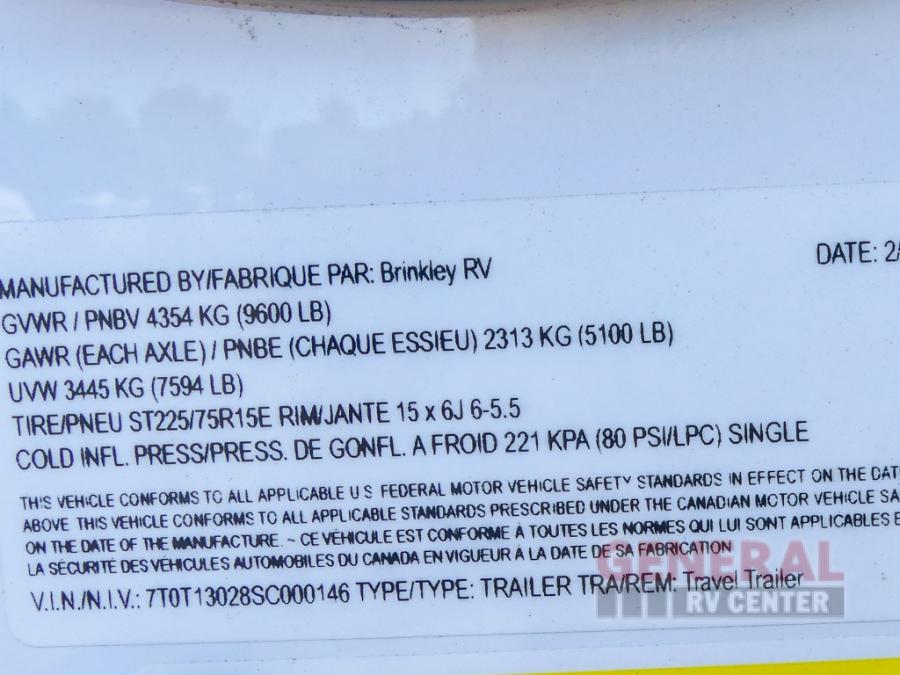 MANUFACTURED BY/FABRIQUE PAR: Brinkley RV
DATE: 2/
GVWR / PNBV 4354 KG (9600 LB)
GAWR (EACH AXLE) / PNBE (CHAQUE ESSIEU) 2313 KG (5100 LB)
UVW 3445 KG (7594 LB)
TIRE/PNEU ST225/75R15E RIM/JANTE 15 x 6J 6-5.5
COLD INFL. PRESS/PRESS. DE GONFL. A FROID 221 KPA (80 PSI/LPC) SINGLE
THIS VEHICLE CONFORMS TO ALL APPLICABLE U S FEDERAL MOTOR VEHICLE SAFETY STANDARDS IN EFFECT ON THE DATE
ABOVE THIS VEHICLE CONFORMS TO ALL APPLICABLE STANDARDS PRESCRIBED UNDER THE CANADIAN MOTOR VEHICLE SA
ON THE DATE OF THE MANUFACTURE. ~ CE VÉHICULE EST CONFORME À TOUTES LES NORMES QUI LUI SONT APPLICABLES E
LA SÉCURITÉ DES VÉHICULES AUTOMOBILES DU CANADA EN VIGUEUR À LA DATE DE SA FABRICATION
V.I.N./N.I.V.: 7T0T13028SC000146 TYPE/TYPE: TRAILER TRA/REM: Travel Trailer
GENERAL
RV CENTER